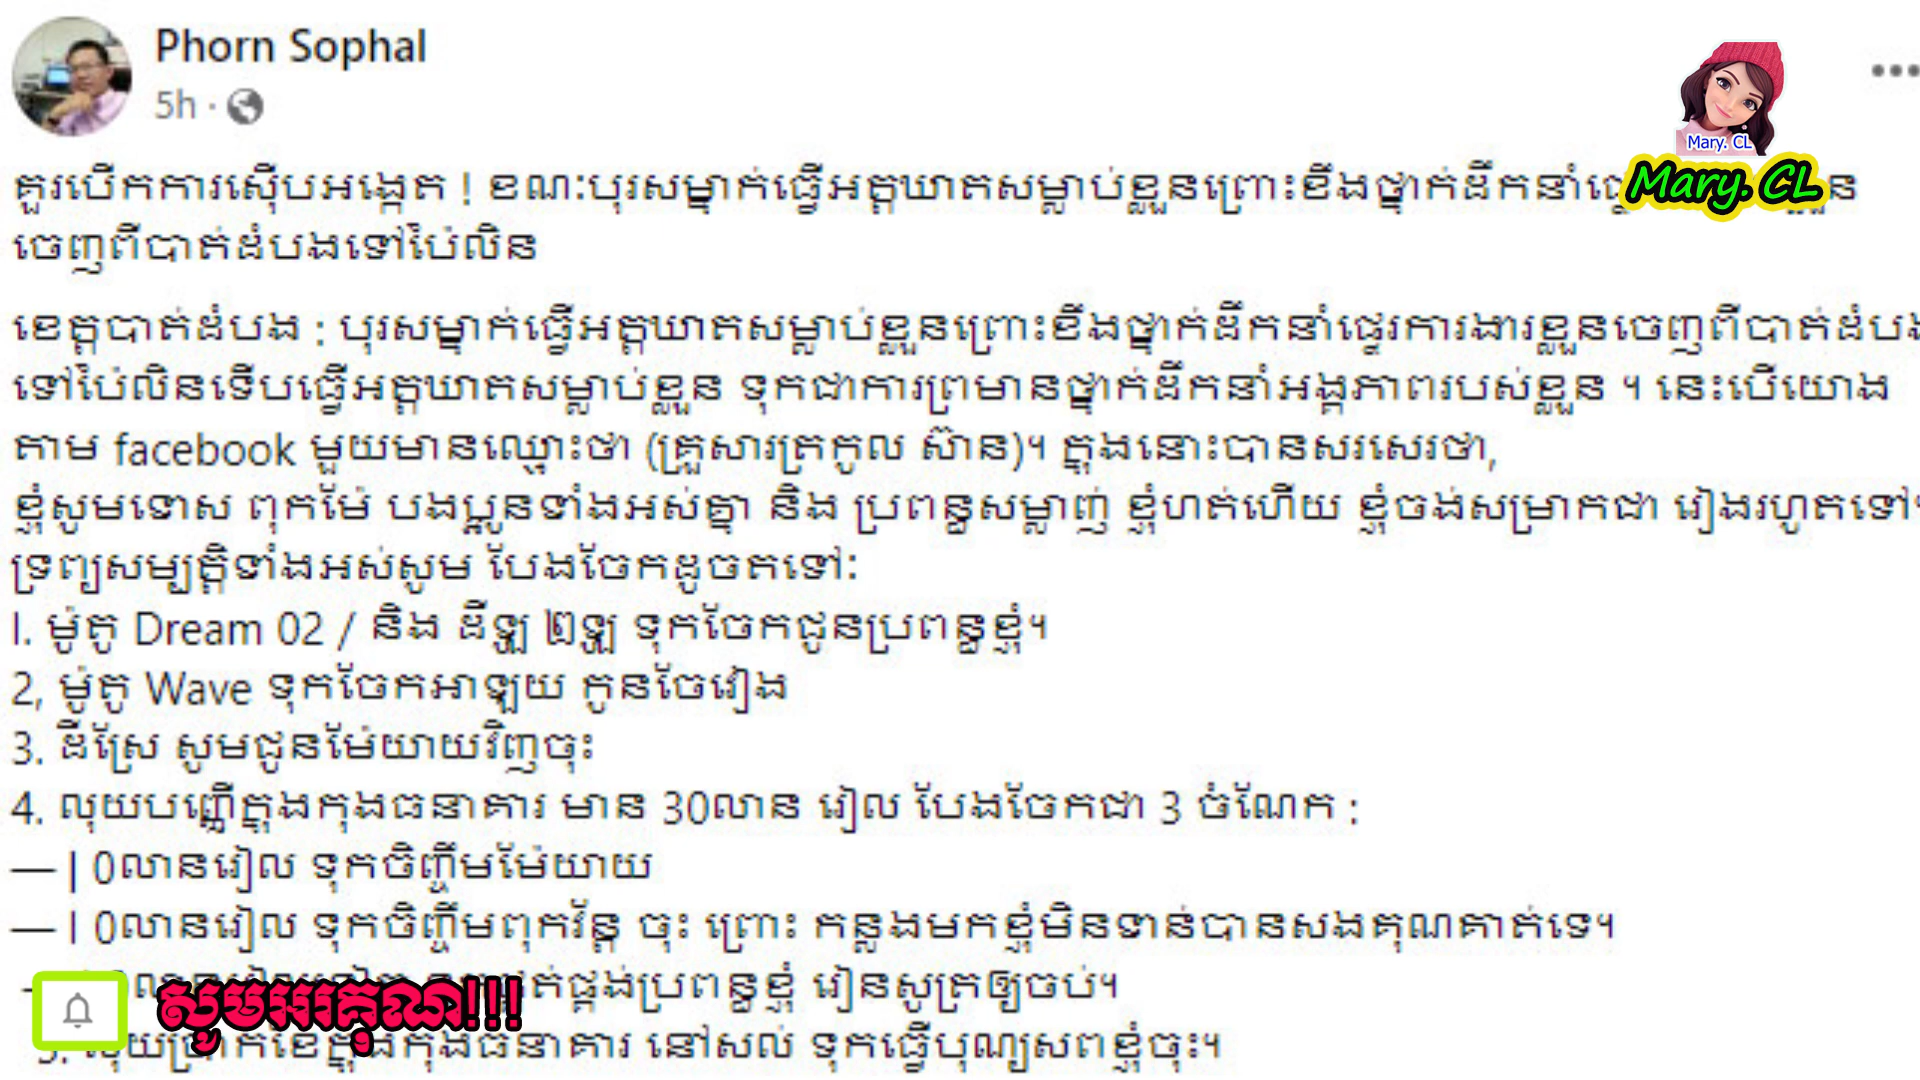 Phorn Sophal
5h ·
Mary. CL
Mary. CL
គួរបើកការស៊ើបអង្កេត ! ខណៈបុរសម្នាក់ធ្វើអត្តឃាតសម្លាប់ខ្លួនព្រោះខឹងថ្នាក់ដឹកនាំ
ចេញពីបាត់ដំបងទៅប៉ៃលិន
ខេត្តបាត់ដំបង : បុរសម្នាក់ធ្វើអត្តឃាតសម្លាប់ខ្លួនព្រោះខឹងថ្នាក់ដឹកនាំផ្ទេរការងារខ្លួនចេញពីបាត់ដំបង
ទៅប៉ៃលិនទើបធ្វើអត្តឃាតសម្លាប់ខ្លួន ទុកជាការព្រមានថ្នាក់ដឹកនាំអង្គភាពរបស់ខ្លួន ។ នេះបើយោង
តាម facebook មួយមានឈ្មោះថា (គ្រួសារត្រកូល ស៊ាន)។ ក្នុងនោះបានសរសេរថា,
ខ្ញុំសូមទោស ពុកម៉ែ បងប្អូនទាំងអស់គ្នា និង ប្រពន្ធសម្លាញ់ ខ្ញុំហត់ហើយ ខ្ញុំចង់សម្រាកជា រៀងរហូតទៅ។
ទ្រព្យសម្បត្តិទាំងអស់សូម បែងចែកដូចតទៅ:
l. ម៉ូតូ Dream 02 / និង ដីឡូ ២ឡូ ទុកចែកជូនប្រពន្ធខ្ញុំ។
2, ម៉ូតូ Wave ទុកចែកអាឡូយ កូនចែវៀង
3. ដីស្រែ សូមជូនម៉ែយាយវិញចុះ
4. លុយបញ្ញើក្នុងកុងធនាគារ មាន 30លាន រៀល បែងចែកជា 3 ចំណែក :
— | 0លានរៀល ទុកចិញ្ចឹមម៉ែយាយ
— l 0លានរៀល ទុកចិញ្ចឹមពុកវ័ន្ត ចុះ ព្រោះ កន្លងមកខ្ញុំមិនទាន់បានសងគុណគាត់ទេ។
ផ្គត់ផ្គង់ប្រពន្ធខ្ញុំ រៀនសូត្រឲ្យចប់។
សូមអរគុណ!!!
5. លុយប្រាក់ខែក្នុងកុងធនាគារ នៅសល់ ទុកធ្វើបុណ្យសពខ្ញុំចុះ។